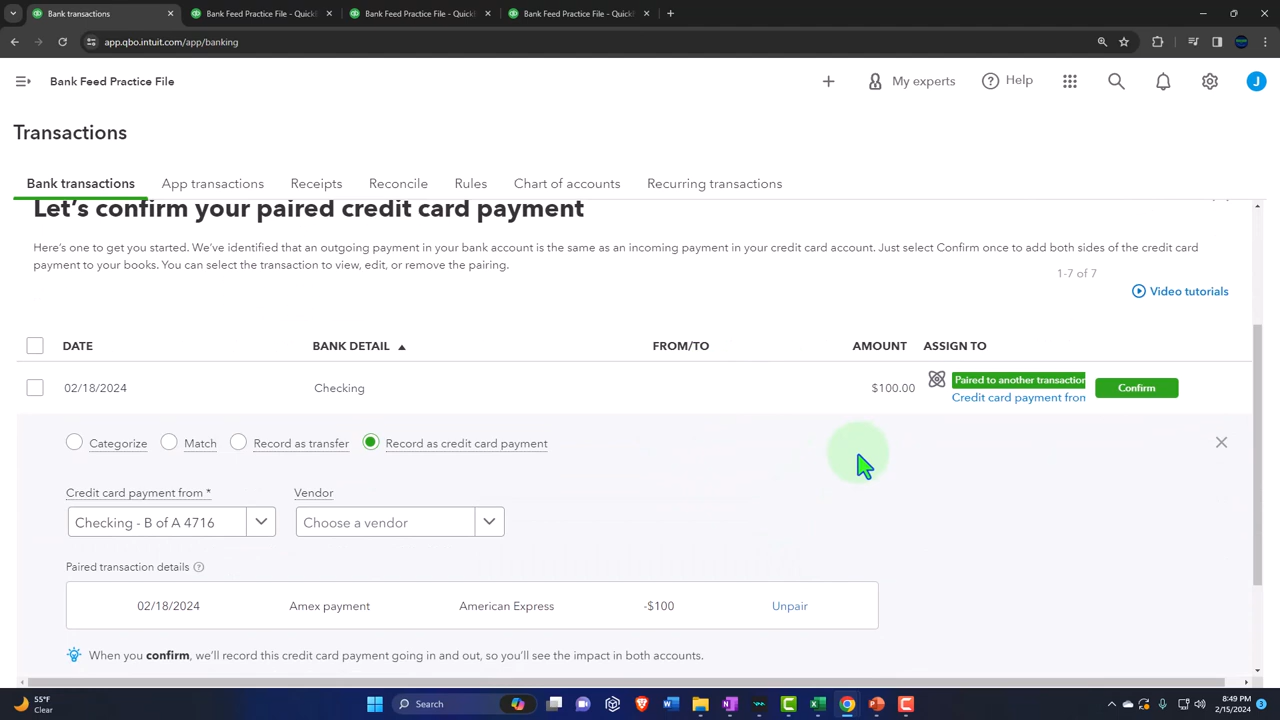 Bank transactions
Bank Feed Practice File - Quick
Bank Feed Practice File - Quick
Bank Feed Practice File - Quick
app.qbo.intuit.com/app/banking
Bank Feed Practice File
My experts
Help
J
Transactions
Bank transactions
App transactions
Receipts
Reconcile
Rules
Chart of accounts
Recurring transactions
Let's confirm your paired credit card payment
Here's one to get you started. We've identified that an outgoing payment in your bank account is the same as an incoming payment in your credit card account. Just select Confirm once to add both sides of the credit card
payment to your books. You can select the transaction to view, edit, or remove the pairing.
1-7 of 7
Video tutorials
DATE BANK DETAIL FROM/TO AMOUNT ASSIGN TO
02/18/2024 Checking $100.00 Paired to another transaction Confirm
Credit card payment from
Categorize Match Record as transfer Record as credit card payment
Credit card payment from * Vendor
Checking - B of A 4716 Choose a vendor
Paired transaction details
02/18/2024 Amex payment American Express -$100 Unpair
When you confirm, we'll record this credit card payment going in and out, so you'll see the impact in both accounts.
55°F
Clear
Search
8:49 PM
2/15/2024